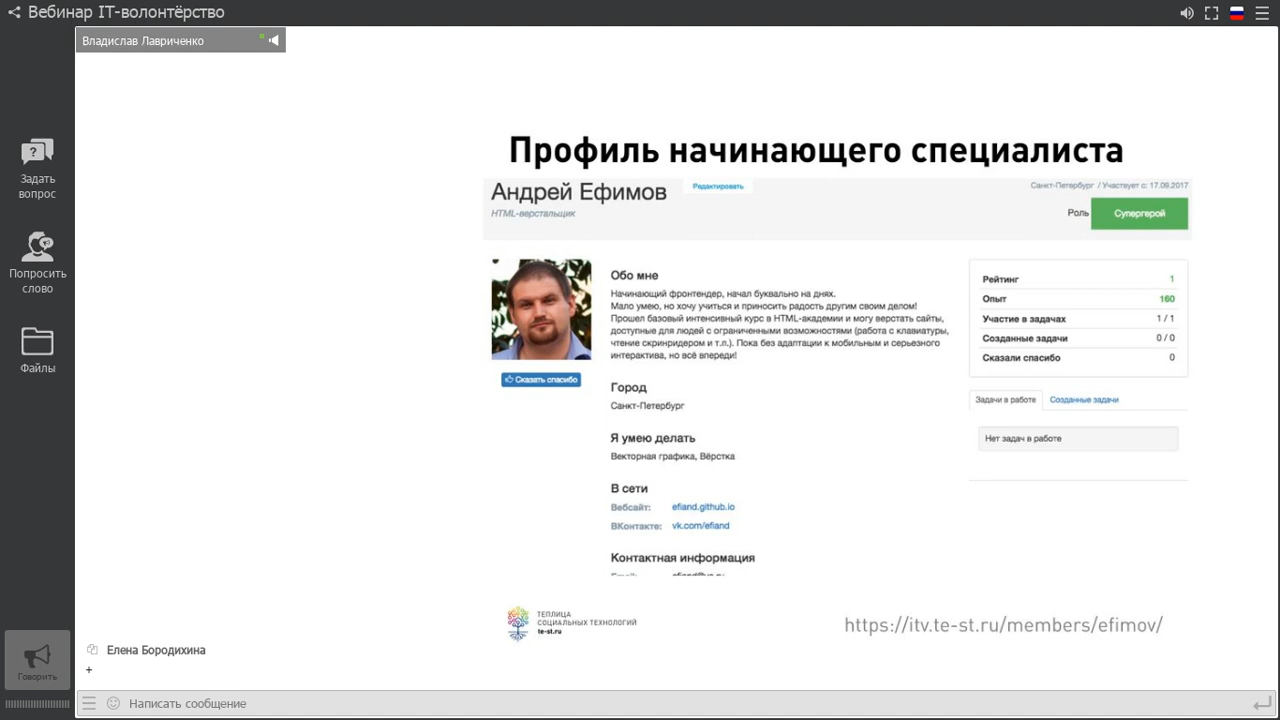 Вебинар IT-волонтёрство
Владислав Лавриченко
Задать
вопрос
Попросить
слово
Файлы
Говорить
Профиль начинающего специалиста
Андрей Ефимов
Редактировать
Санкт-Петербург / Участвует с: 17.09.2017
HTML-верстальщик
Роль
Супергерой
Сказать спасибо
Обо мне
Начинающий фронтендер, начал буквально на днях.
Мало умею, но хочу учиться и приносить радость другим своим делом!
Прошел базовый интенсивный курс в HTML-академии и могу верстать сайты,
доступные для людей с ограниченными возможностями (работа с клавиатуры,
чтение скринридером и т.п.). Пока без адаптации к мобильным и серьезного
интерактива, но всё впереди!
Город
Санкт-Петербург
Я умею делать
Векторная графика, Вёрстка
В сети
Вебсайт: efiand.github.io
ВКонтакте: vk.com/efiand
Контактная информация
Рейтинг 1
Опыт 160
Участие в задачах 1 / 1
Созданные задачи 0 / 0
Сказали спасибо 0
Задачи в работе Созданные задачи
Нет задач в работе
ТЕПЛИЦА
СОЦИАЛЬНЫХ ТЕХНОЛОГИЙ
te-st.ru
https://itv.te-st.ru/members/efimov/
Елена Бородихина
+
Написать сообщение